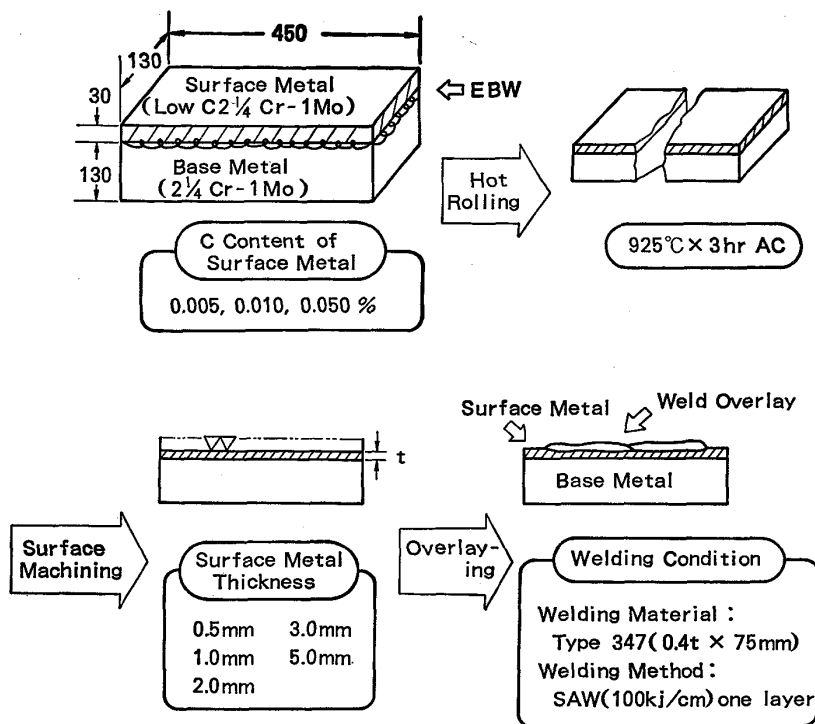 450
130
30
130
Surface Metal
(Low C2¼ Cr-1Mo)
EBW
Base Metal
(2¼ Cr-1Mo)
Hot
Rolling
C Content of
Surface Metal
0.005, 0.010, 0.050 %
925℃ × 3hr AC
Surface
Machining
t
Surface Metal
Thickness
0.5mm 3.0mm
1.0mm 5.0mm
2.0mm
Overlay-
ing
Surface Metal
Weld Overlay
Base Metal
Welding Condition
Welding Material :
Type 347(0.4t × 75mm)
Welding Method :
SAW(100kj/cm) one layer